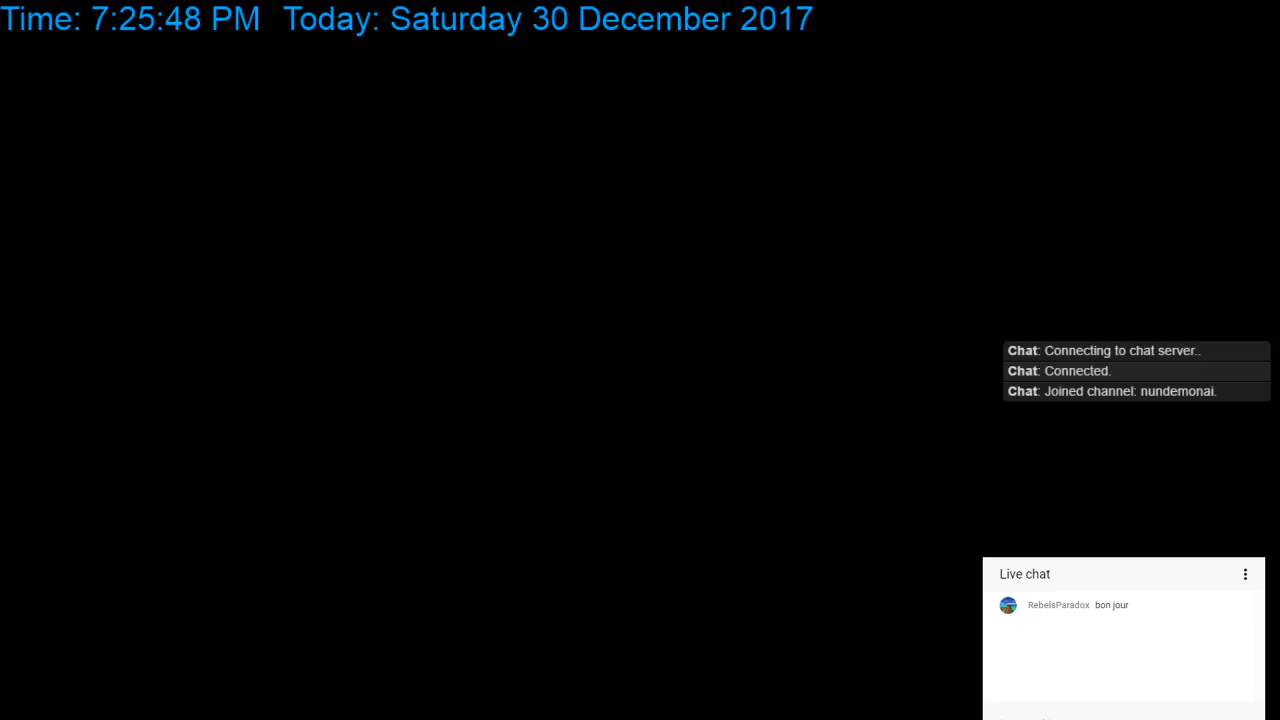 Time: 7:25:48 PM Today: Saturday 30 December 2017
Chat: Connecting to chat server..
Chat: Connected.
Chat: Joined channel: nundemonai.
Live chat
RebelsParadox bon jour